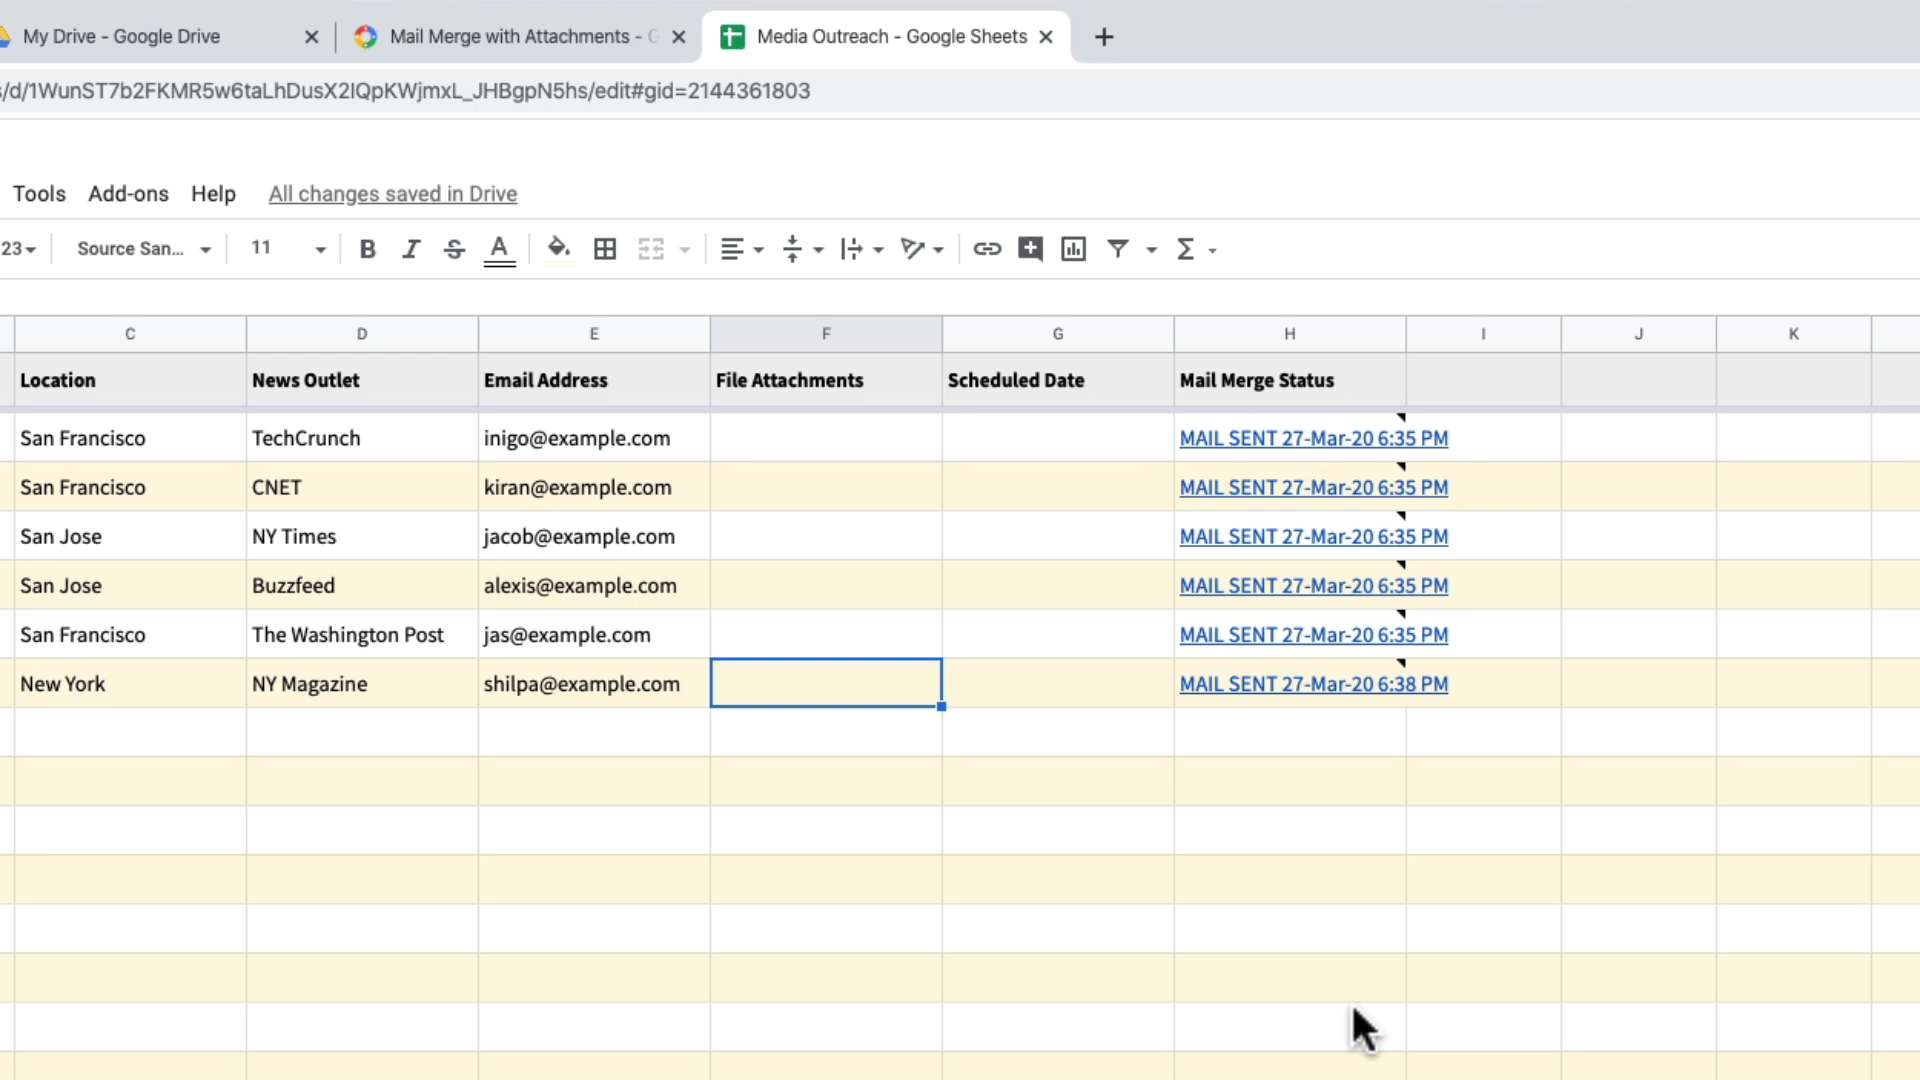 My Drive - Google Drive
Mail Merge with Attachments - G
Media Outreach - Google Sheets
s/d/1WunST7b2FKMR5w6taLhDusX2IQpKWjmxL_JHBgpN5hs/edit#gid=2144361803
Tools Add-ons Help All changes saved in Drive
23 Source San... 11 B I S A
C D E F G H I J K
Location News Outlet Email Address File Attachments Scheduled Date Mail Merge Status
San Francisco TechCrunch inigo@example.com MAIL SENT 27-Mar-20 6:35 PM
San Francisco CNET kiran@example.com MAIL SENT 27-Mar-20 6:35 PM
San Jose NY Times jacob@example.com MAIL SENT 27-Mar-20 6:35 PM
San Jose Buzzfeed alexis@example.com MAIL SENT 27-Mar-20 6:35 PM
San Francisco The Washington Post jas@example.com MAIL SENT 27-Mar-20 6:35 PM
New York NY Magazine shilpa@example.com MAIL SENT 27-Mar-20 6:38 PM